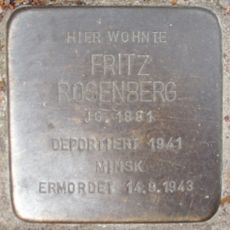 HIER WOHNTE
FRITZ
ROSENBERG
JG. 1881
DEPORTIERT 1941
MINSK
ERMORDET 14.9.1943